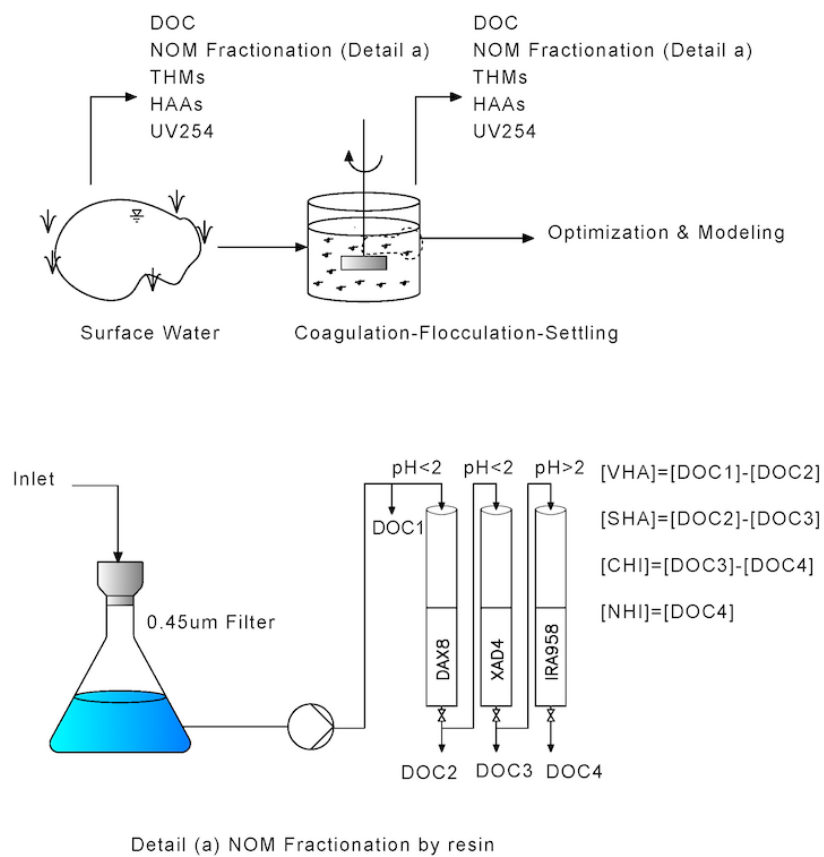 DOC
NOM Fractionation (Detail a)
THMs
HAAs
UV254
DOC
NOM Fractionation (Detail a)
THMs
HAAs
UV254
Optimization & Modeling
Surface Water
Coagulation-Flocculation-Settling
Inlet
0.45um Filter
pH<2
pH<2
pH>2
DOC1
DAX8
XAD4
IRA958
DOC2
DOC3
DOC4
[VHA]=[DOC1]-[DOC2]
[SHA]=[DOC2]-[DOC3]
[CHI]=[DOC3]-[DOC4]
[NHI]=[DOC4]
Detail (a) NOM Fractionation by resin